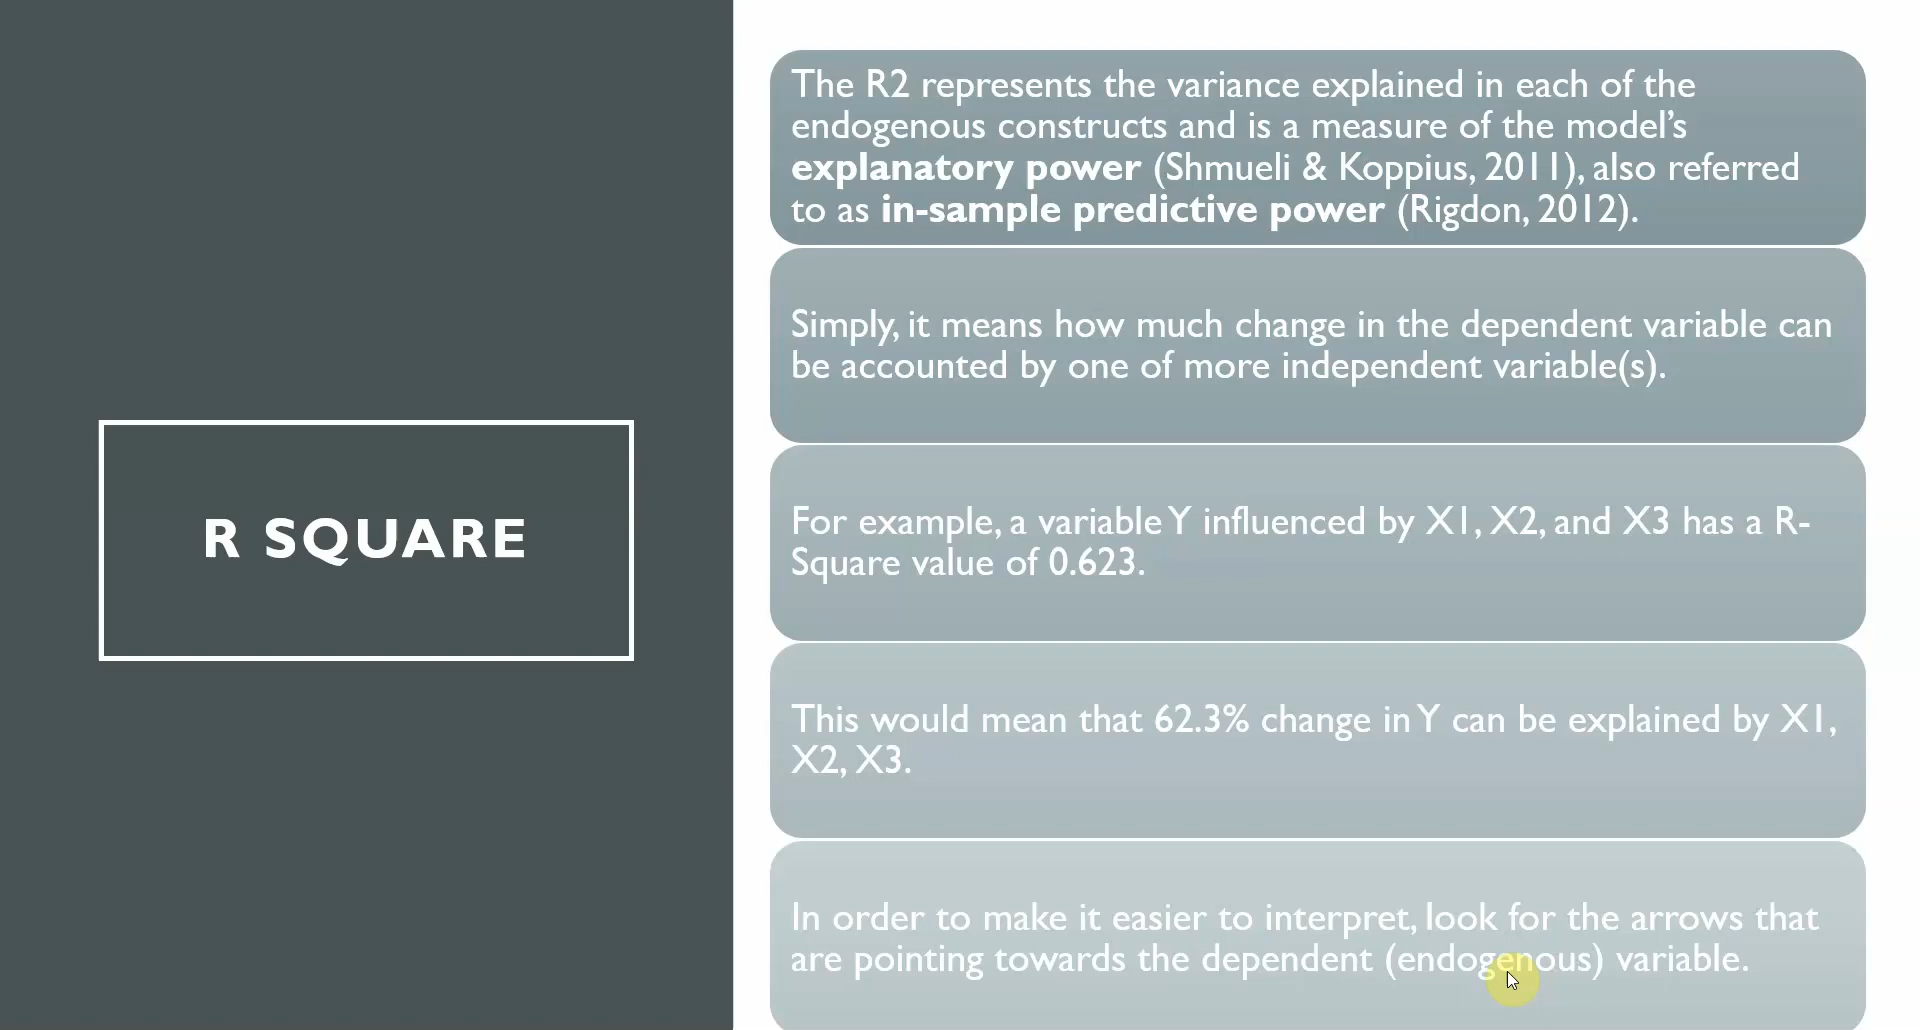 R SQUARE
The R2 represents the variance explained in each of the
endogenous constructs and is a measure of the model's
explanatory power (Shmueli & Koppius, 2011), also referred
to as in-sample predictive power (Rigdon, 2012).
Simply, it means how much change in the dependent variable can
be accounted by one of more independent variable(s).
For example, a variable Y influenced by X1, X2, and X3 has a R-
Square value of 0.623.
This would mean that 62.3% change in Y can be explained by X1,
X2, X3.
In order to make it easier to interpret, look for the arrows that
are pointing towards the dependent (endogenous) variable.